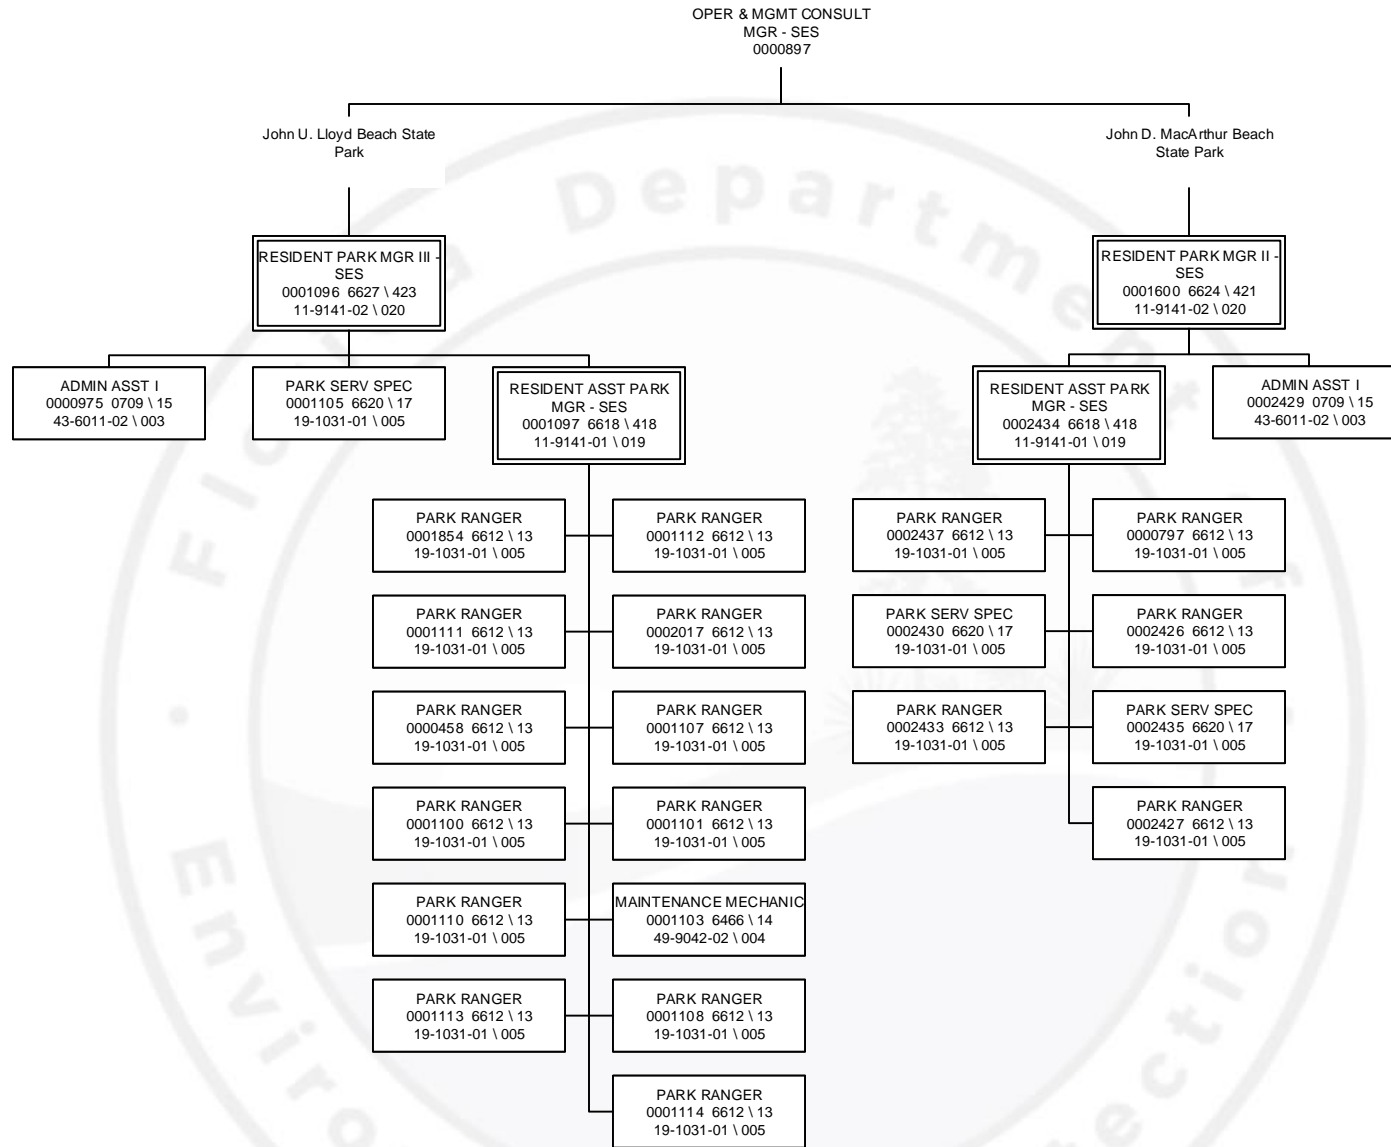 OPER & MGMT CONSULT
MGR - SES
0000897
John U. Lloyd Beach State
Park
John D. MacArthur Beach
State Park
RESIDENT PARK MGR III -
SES
0001096 6627 \ 423
11-9141-02 \ 020
RESIDENT PARK MGR II -
SES
0001600 6624 \ 421
11-9141-02 \ 020
ADMIN ASST I
0000975 0709 \ 15
43-6011-02 \ 003
PARK SERV SPEC
0001105 6620 \ 17
19-1031-01 \ 005
RESIDENT ASST PARK
MGR - SES
0001097 6618 \ 418
11-9141-01 \ 019
RESIDENT ASST PARK
MGR - SES
0002434 6618 \ 418
11-9141-01 \ 019
ADMIN ASST I
0002429 0709 \ 15
43-6011-02 \ 003
PARK RANGER
0001854 6612 \ 13
19-1031-01 \ 005
PARK RANGER
0001112 6612 \ 13
19-1031-01 \ 005
PARK RANGER
0001111 6612 \ 13
19-1031-01 \ 005
PARK RANGER
0002017 6612 \ 13
19-1031-01 \ 005
PARK RANGER
0000458 6612 \ 13
19-1031-01 \ 005
PARK RANGER
0001107 6612 \ 13
19-1031-01 \ 005
PARK RANGER
0001100 6612 \ 13
19-1031-01 \ 005
PARK RANGER
0001101 6612 \ 13
19-1031-01 \ 005
PARK RANGER
0001110 6612 \ 13
19-1031-01 \ 005
MAINTENANCE MECHANIC
0001103 6466 \ 14
49-9042-02 \ 004
PARK RANGER
0001113 6612 \ 13
19-1031-01 \ 005
PARK RANGER
0001108 6612 \ 13
19-1031-01 \ 005
PARK RANGER
0001114 6612 \ 13
19-1031-01 \ 005
PARK RANGER
0002437 6612 \ 13
19-1031-01 \ 005
PARK RANGER
0000797 6612 \ 13
19-1031-01 \ 005
PARK SERV SPEC
0002430 6620 \ 17
19-1031-01 \ 005
PARK RANGER
0002426 6612 \ 13
19-1031-01 \ 005
PARK RANGER
0002433 6612 \ 13
19-1031-01 \ 005
PARK SERV SPEC
0002435 6620 \ 17
19-1031-01 \ 005
PARK RANGER
0002427 6612 \ 13
19-1031-01 \ 005
Department